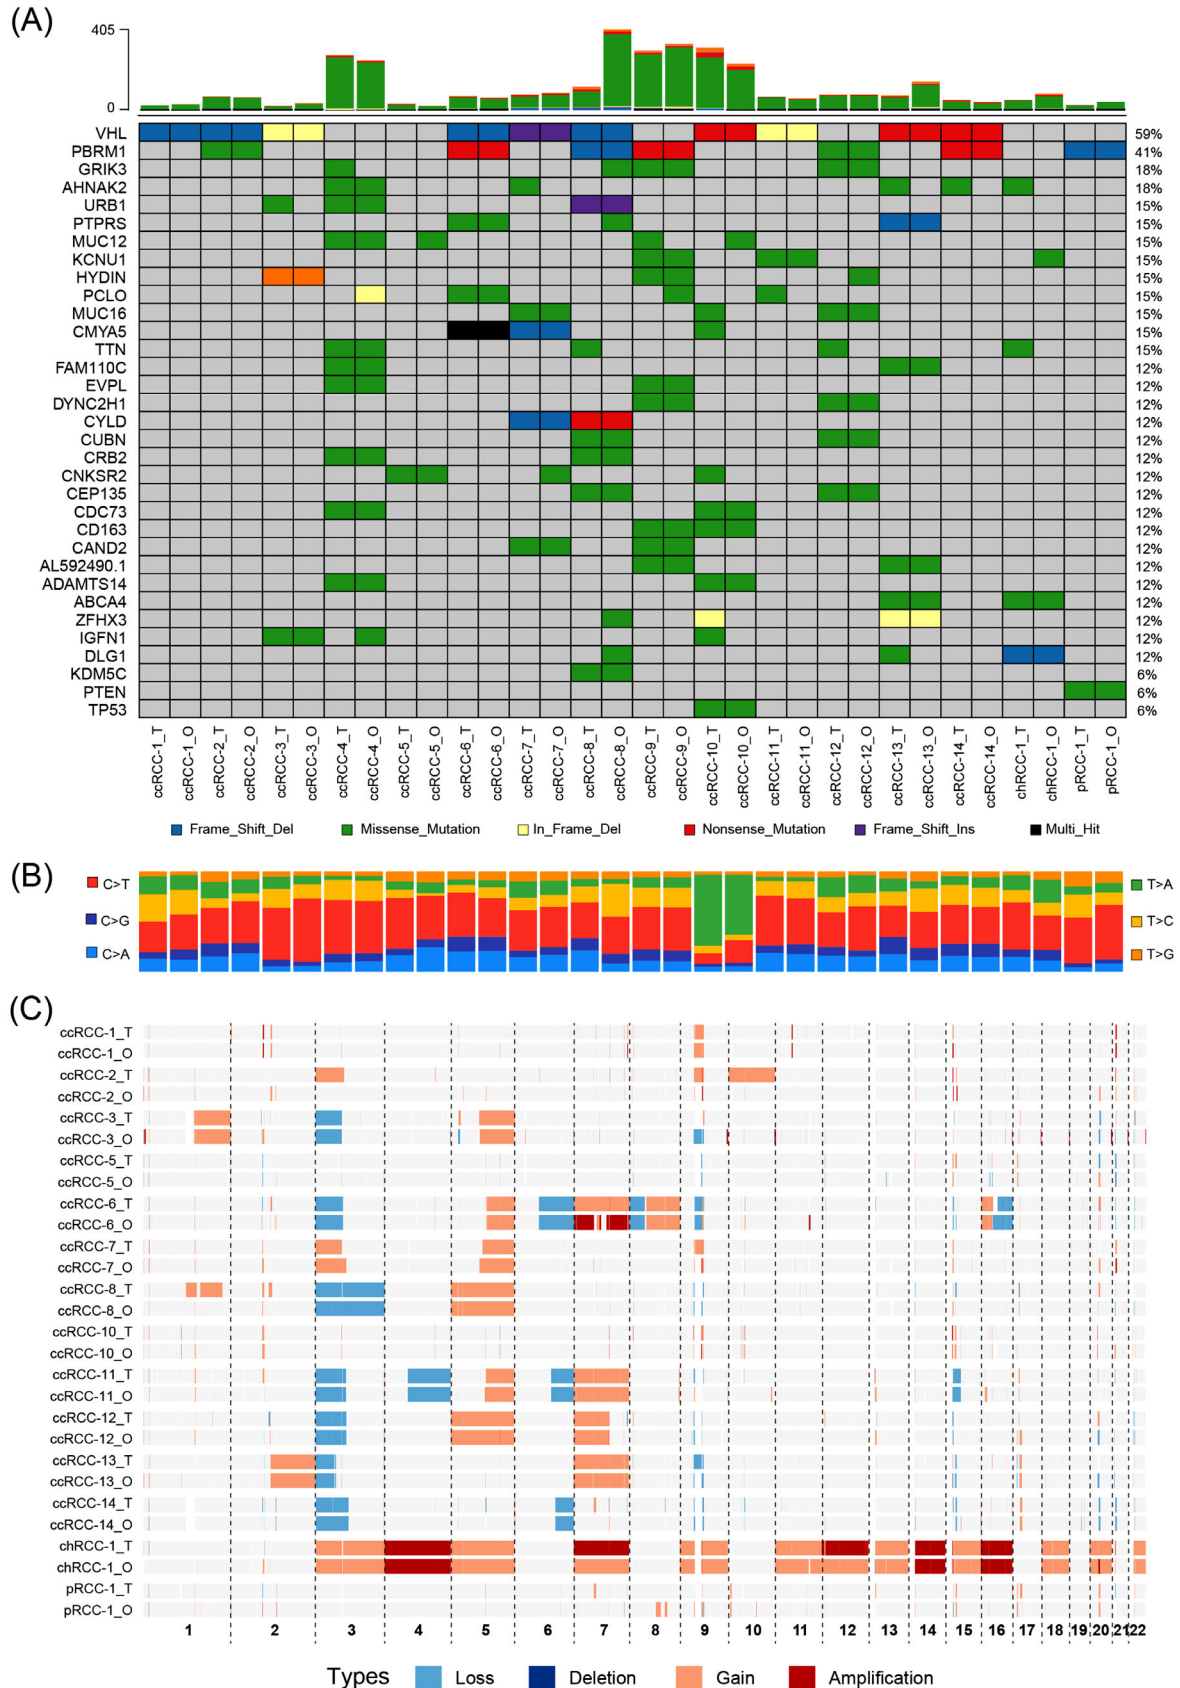 (A)
405
0
VHL 59%
PBRM1 41%
GRIK3 18%
AHNAK2 18%
URB1 15%
PTPRS 15%
MUC12 15%
KCNU1 15%
HYDIN 15%
PCLO 15%
MUC16 15%
CMYA5 15%
TTN 15%
FAM110C 12%
EVPL 12%
DYNC2H1 12%
CYLD 12%
CUBN 12%
CRB2 12%
CNKSR2 12%
CEP135 12%
CDC73 12%
CD163 12%
CAND2 12%
AL592490.1 12%
ADAMTS14 12%
ABCA4 12%
ZFHX3 12%
IGFN1 12%
DLG1 12%
KDM5C 6%
PTEN 6%
TP53 6%
ccRCC-1_T ccRCC-1_O ccRCC-2_T ccRCC-2_O ccRCC-3_T ccRCC-3_O ccRCC-4_T ccRCC-4_O ccRCC-5_T ccRCC-5_O ccRCC-6_T ccRCC-6_O ccRCC-7_T ccRCC-7_O ccRCC-8_T ccRCC-8_O ccRCC-9_T ccRCC-9_O ccRCC-10_T ccRCC-10_O ccRCC-11_T ccRCC-11_O ccRCC-12_T ccRCC-12_O ccRCC-13_T ccRCC-13_O ccRCC-14_T ccRCC-14_O chRCC-1_T chRCC-1_O pRCC-1_T pRCC-1_O
Frame_Shift_Del Missense_Mutation In_Frame_Del Nonsense_Mutation Frame_Shift_Ins Multi_Hit
(B)
C>T T>A
C>G T>C
C>A T>G
(C)
ccRCC-1_T
ccRCC-1_O
ccRCC-2_T
ccRCC-2_O
ccRCC-3_T
ccRCC-3_O
ccRCC-5_T
ccRCC-5_O
ccRCC-6_T
ccRCC-6_O
ccRCC-7_T
ccRCC-7_O
ccRCC-8_T
ccRCC-8_O
ccRCC-10_T
ccRCC-10_O
ccRCC-11_T
ccRCC-11_O
ccRCC-12_T
ccRCC-12_O
ccRCC-13_T
ccRCC-13_O
ccRCC-14_T
ccRCC-14_O
chRCC-1_T
chRCC-1_O
pRCC-1_T
pRCC-1_O
1 2 3 4 5 6 7 8 9 10 11 12 13 14 15 16 17 18 19 20 21 22
Types Loss Deletion Gain Amplification